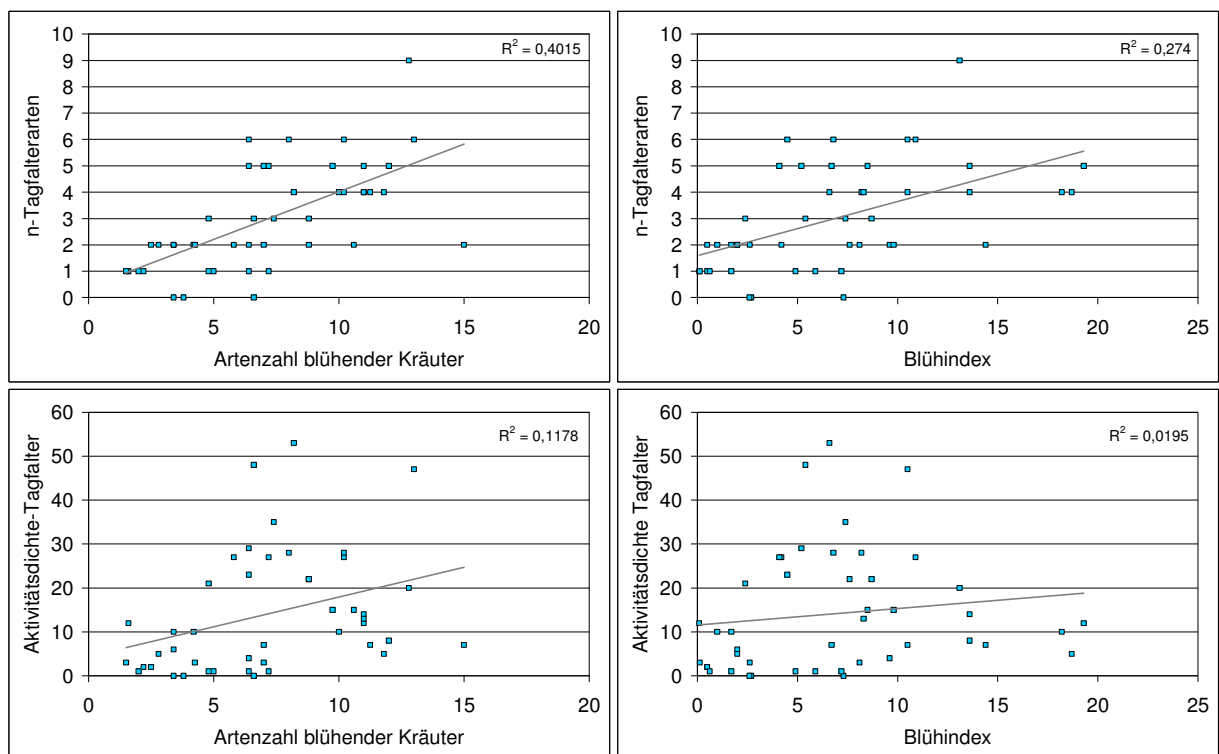 R² = 0,4015
n-Tagfalterarten
10
9
8
7
6
5
4
3
2
1
0
0 5 10 15 20
Artenzahl blühender Kräuter
R² = 0,274
n-Tagfalterarten
10
9
8
7
6
5
4
3
2
1
0
0 5 10 15 20 25
Blühindex
R² = 0,1178
Aktivitätsdichte-Tagfalter
60
50
40
30
20
10
0
0 5 10 15 20
Artenzahl blühender Kräuter
R² = 0,0195
Aktivitätsdichte Tagfalter
60
50
40
30
20
10
0
0 5 10 15 20 25
Blühindex